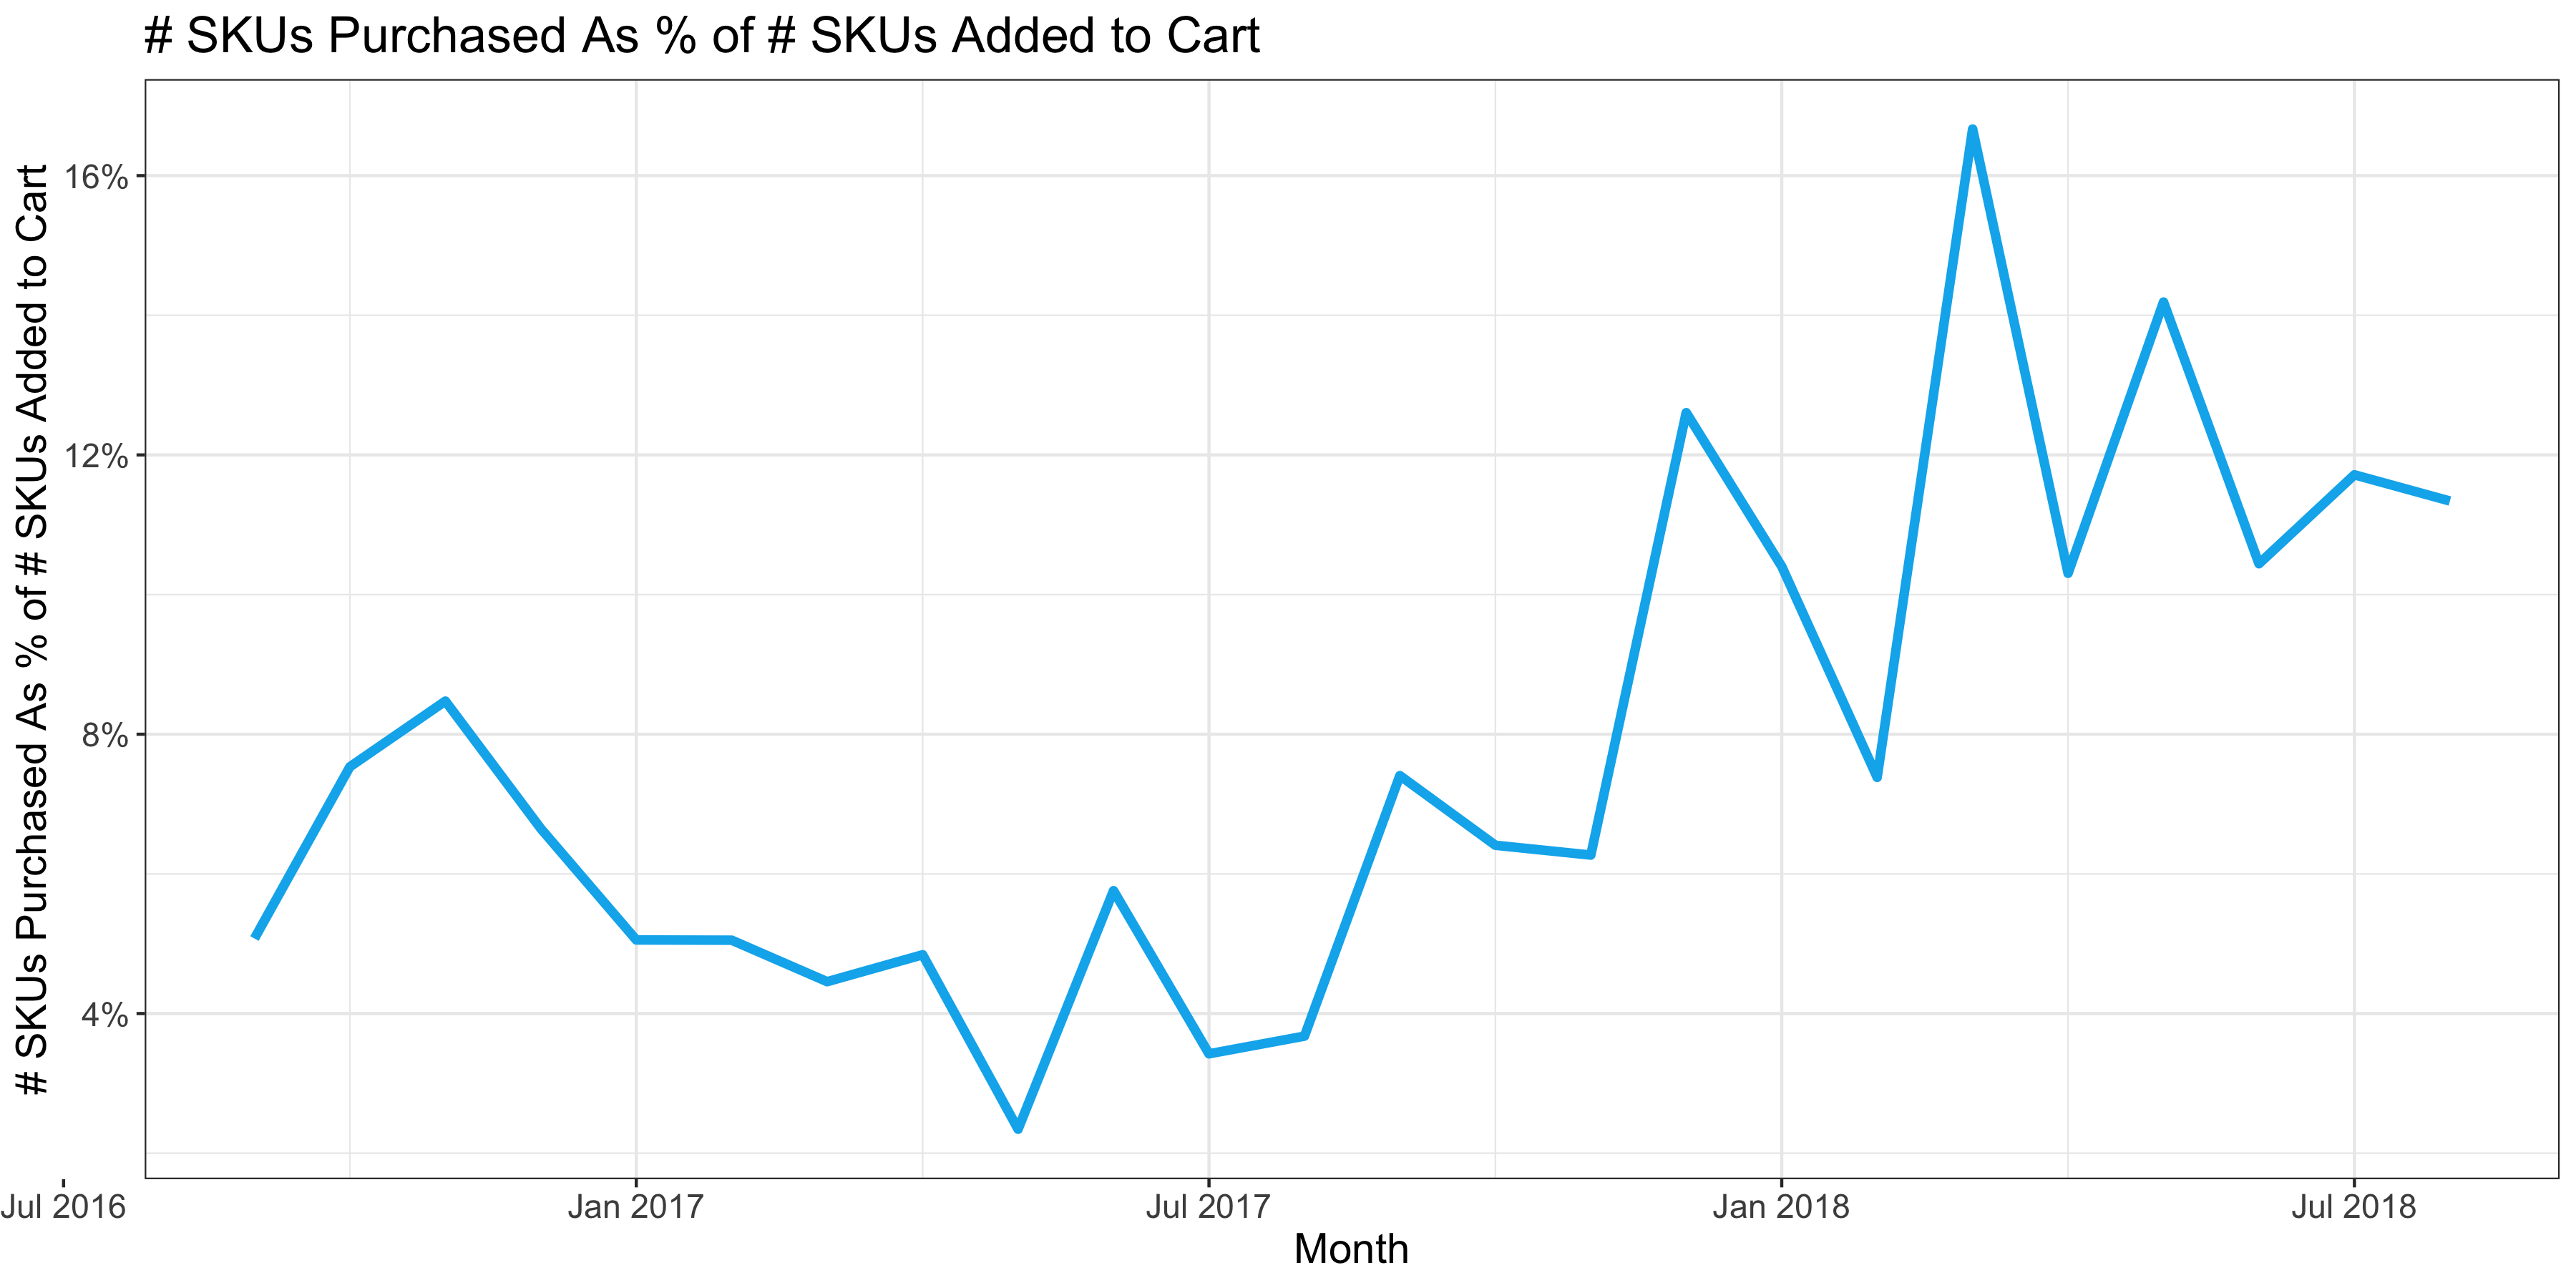 # SKUs Purchased As % of # SKUs Added to Cart
# SKUs Purchased As % of # SKUs Added to Cart
16%
12%
8%
4%
Jul 2016
Jan 2017
Jul 2017
Jan 2018
Jul 2018
Month